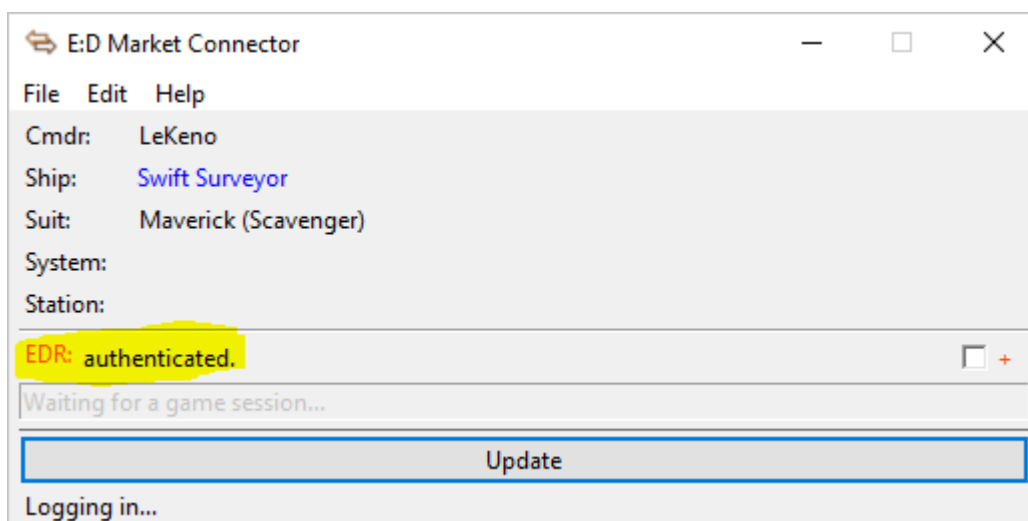 E:D Market Connector
File Edit Help
Cmdr: LeKeno
Ship: Swift Surveyor
Suit: Maverick (Scavenger)
System:
Station:
EDR: authenticated. +
Waiting for a game session...
Update
Logging in...